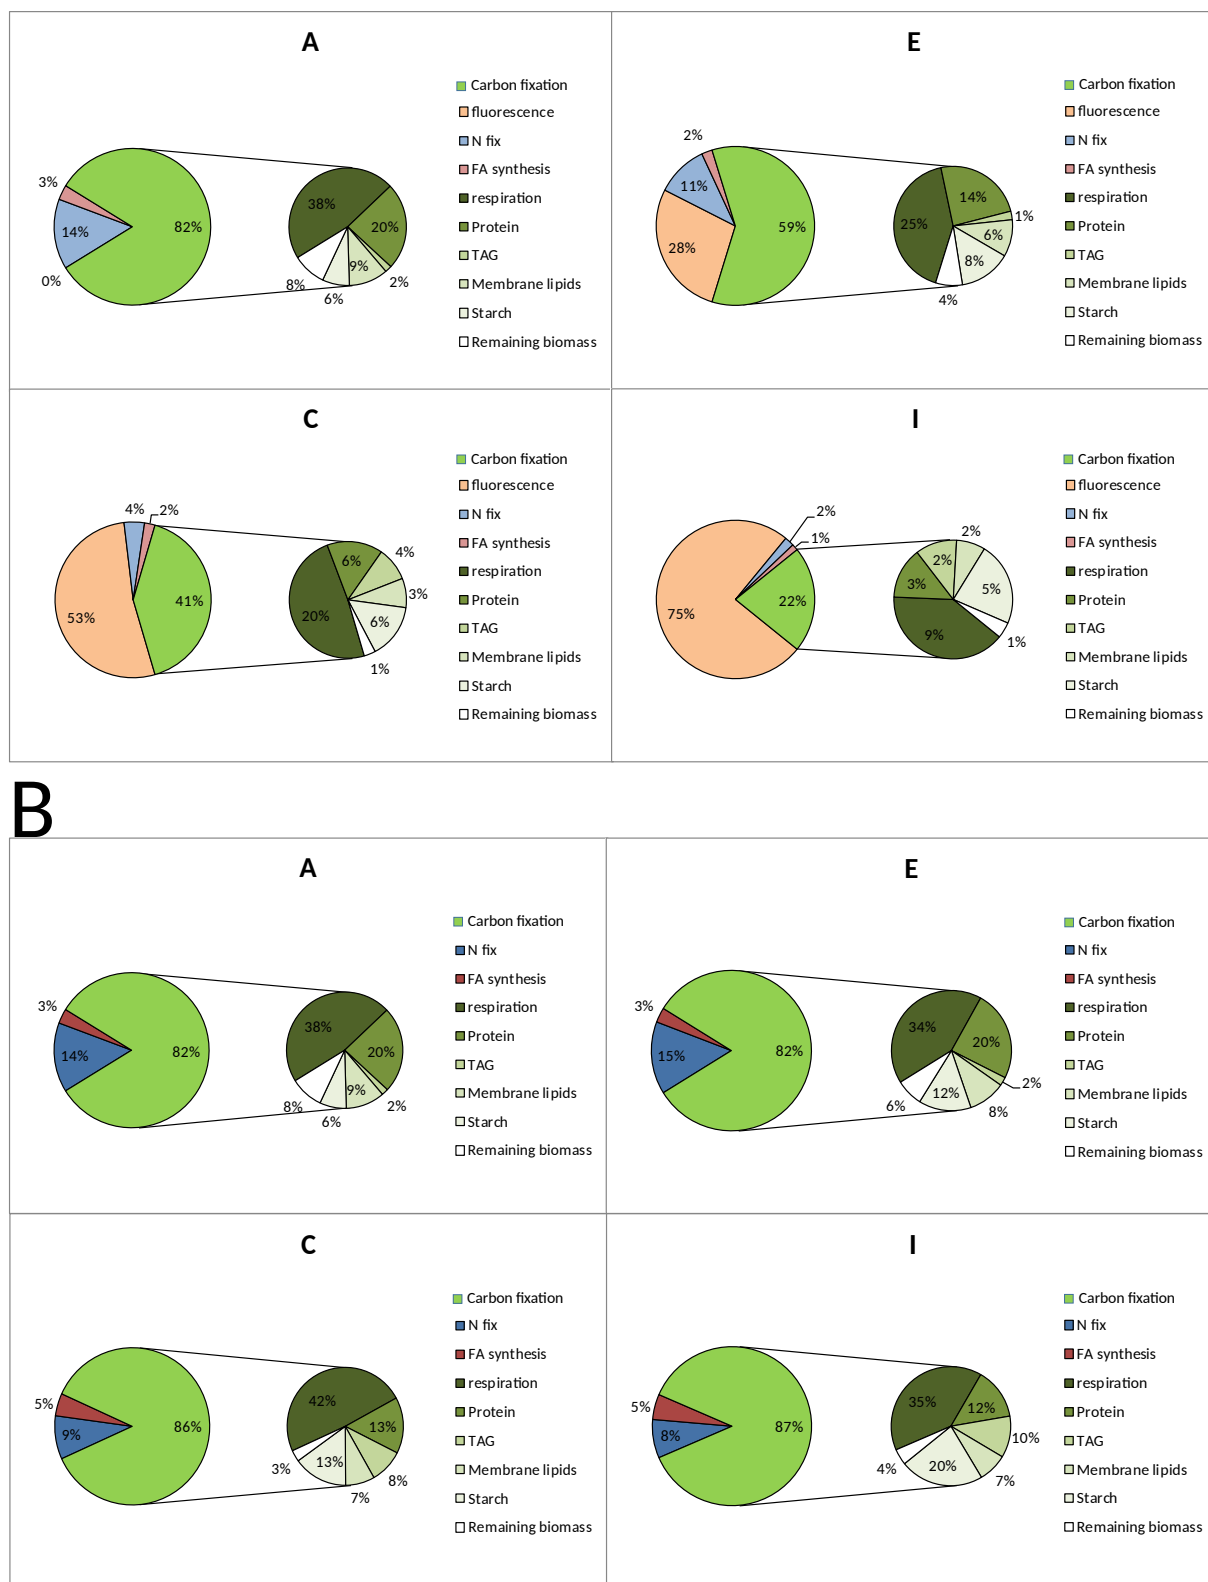 A
Carbon fixation
fluorescence
N fix
FA synthesis
respiration
Protein
TAG
Membrane lipids
Starch
Remaining biomass
3%
14%
0%
82%
38%
20%
2%
9%
6%
8%
E
Carbon fixation
fluorescence
N fix
FA synthesis
respiration
Protein
TAG
Membrane lipids
Starch
Remaining biomass
2%
11%
28%
59%
25%
14%
1%
6%
8%
4%
C
Carbon fixation
fluorescence
N fix
FA synthesis
respiration
Protein
TAG
Membrane lipids
Starch
Remaining biomass
4%
2%
53%
41%
20%
6%
4%
3%
6%
1%
I
Carbon fixation
fluorescence
N fix
FA synthesis
respiration
Protein
TAG
Membrane lipids
Starch
Remaining biomass
2%
1%
75%
22%
9%
3%
2%
2%
5%
1%
B
A
Carbon fixation
N fix
FA synthesis
respiration
Protein
TAG
Membrane lipids
Starch
Remaining biomass
3%
14%
82%
38%
20%
2%
9%
6%
8%
E
Carbon fixation
N fix
FA synthesis
respiration
Protein
TAG
Membrane lipids
Starch
Remaining biomass
3%
15%
82%
34%
20%
2%
8%
12%
6%
C
Carbon fixation
N fix
FA synthesis
respiration
Protein
TAG
Membrane lipids
Starch
Remaining biomass
5%
9%
86%
42%
13%
8%
7%
13%
3%
I
Carbon fixation
N fix
FA synthesis
respiration
Protein
TAG
Membrane lipids
Starch
Remaining biomass
5%
8%
87%
35%
12%
10%
7%
20%
4%